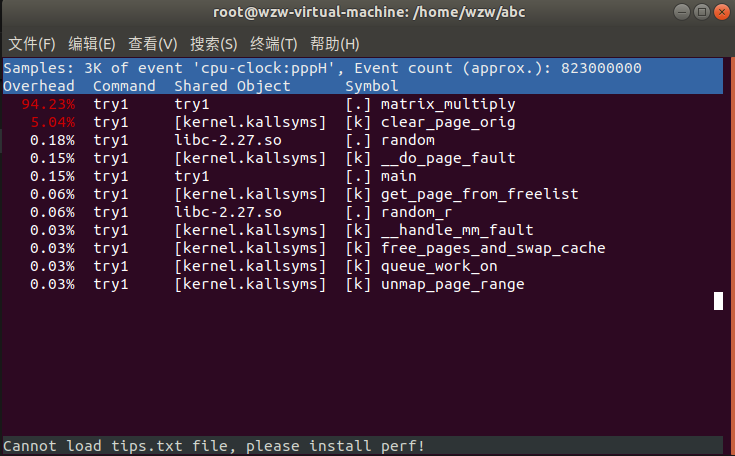 root@wzw-virtual-machine: /home/wzw/abc
文件(F) 编辑(E) 查看(V) 搜索(S) 终端(T) 帮助(H)
Samples: 3K of event 'cpu-clock:pppH', Event count (approx.): 823000000
Overhead  Command  Shared Object      Symbol
  94.23%  try1     try1               [.] matrix_multiply
   5.04%  try1     [kernel.kallsyms]  [k] clear_page_orig
   0.18%  try1     libc-2.27.so       [.] random
   0.15%  try1     [kernel.kallsyms]  [k] __do_page_fault
   0.15%  try1     try1               [.] main
   0.06%  try1     [kernel.kallsyms]  [k] get_page_from_freelist
   0.06%  try1     libc-2.27.so       [.] random_r
   0.03%  try1     [kernel.kallsyms]  [k] __handle_mm_fault
   0.03%  try1     [kernel.kallsyms]  [k] free_pages_and_swap_cache
   0.03%  try1     [kernel.kallsyms]  [k] queue_work_on
   0.03%  try1     [kernel.kallsyms]  [k] unmap_page_range
Cannot load tips.txt file, please install perf!